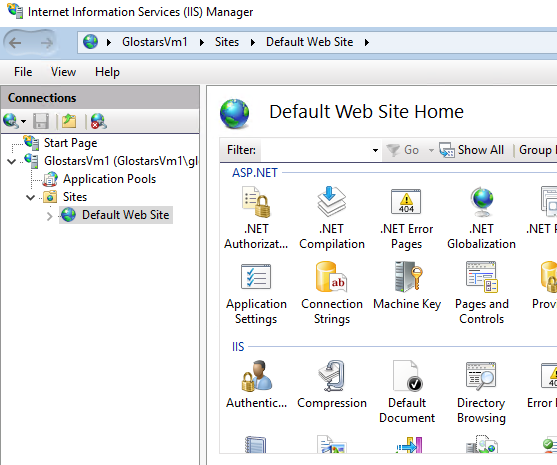 Internet Information Services (IIS) Manager
GlostarsVm1 Sites Default Web Site
File View Help
Connections
Start Page
GlostarsVm1 (GlostarsVm1\gl
Application Pools
Sites
Default Web Site
Default Web Site Home
Filter: Go Show All Group
ASP.NET
.NET Authorizat...
.NET Compilation
404
.NET Error Pages
.NET Globalization
.NET
Application Settings
ab
Connection Strings
Machine Key
Pages and Controls
Prov
IIS
Authentic...
Compression
Default Document
Directory Browsing
Error